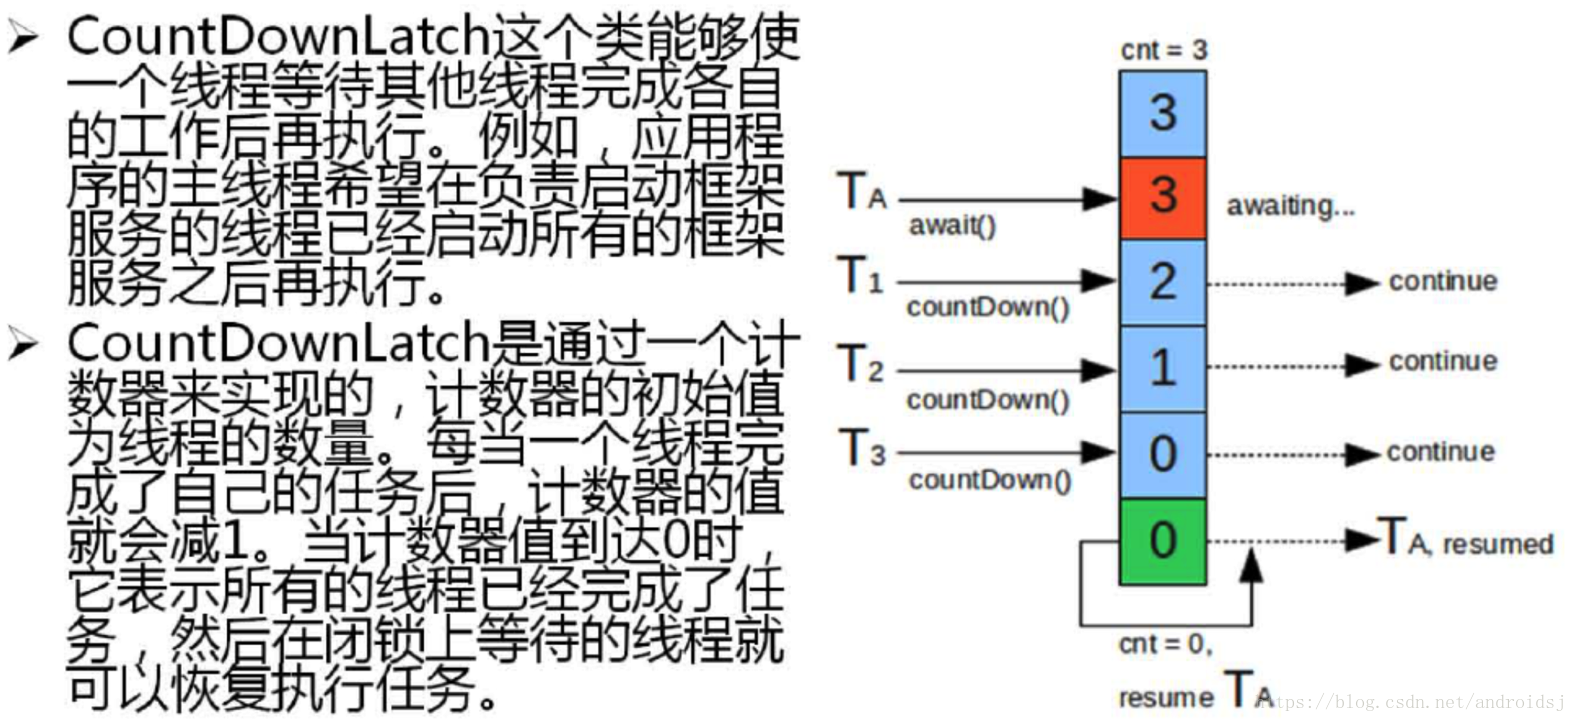 CountDownLatch这个类能够使
一个线程等待其他线程完成各自
的工作后再执行。例如，应用程
序的主线程希望在负责启动框架
服务的线程已经启动所有的框架
服务之后再执行。
CountDownLatch是通过一个计
数器来实现的，计数器的初始值
为线程的数量。每当一个线程完
成了自己的任务后，计数器的值
就会减1。当计数器值到达0时，
它表示所有的线程已经完成了任
务，然后在闭锁上等待的线程就
可以恢复执行任务。
cnt = 3
3
TA
await()
3
awaiting...
T1
countDown()
2
continue
T2
countDown()
1
continue
T3
countDown()
0
continue
0
TA, resumed
cnt = 0,
resume TA
https://blog.csdn.net/androidsj